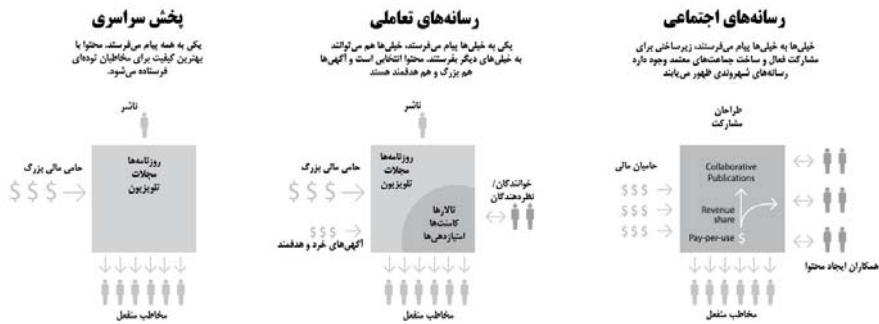 رسانه‌های اجتماعی
خیلی‌ها به خیلی‌ها پیام می‌فرستند، زیرساختی برای
مشارکت فعال و ساخت جماعت‌های معتمد وجود دارد
رسانه‌های شهروندی ظهور می‌یابند
طراحان
مشارکت
حامیان مالی
$ $ $
$ $ $
$ $ $
Collaborative
Publications
Revenue
share
Pay-per-use $
همکاران ایجاد محتوا
مخاطب منفعل
رسانه‌های تعاملی
یکی به خیلی‌ها پیام می‌فرستد، خیلی‌ها هم می‌توانند
به خیلی‌های دیگر بفرستند. محتوا انتخابی است و آگهی‌ها
هم بزرگ و هم هدفمند هستند
ناشر
حامی مالی بزرگ
$ $ $
روزنامه‌ها
مجلات
تلویزیون
خوانندگان/
نظردهندگان
تالارها
کامنت‌ها
امتیازدهی‌ها
$ $ $
آگهی‌های خرد و هدفمند
مخاطب منفعل
پخش سراسری
یکی به همه پیام می‌فرستد. محتوا با
بهترین کیفیت برای مخاطبان توده‌ای
فرستاده می‌شود.
ناشر
حامی مالی بزرگ
$ $ $
روزنامه‌ها
مجلات
تلویزیون
مخاطب منفعل